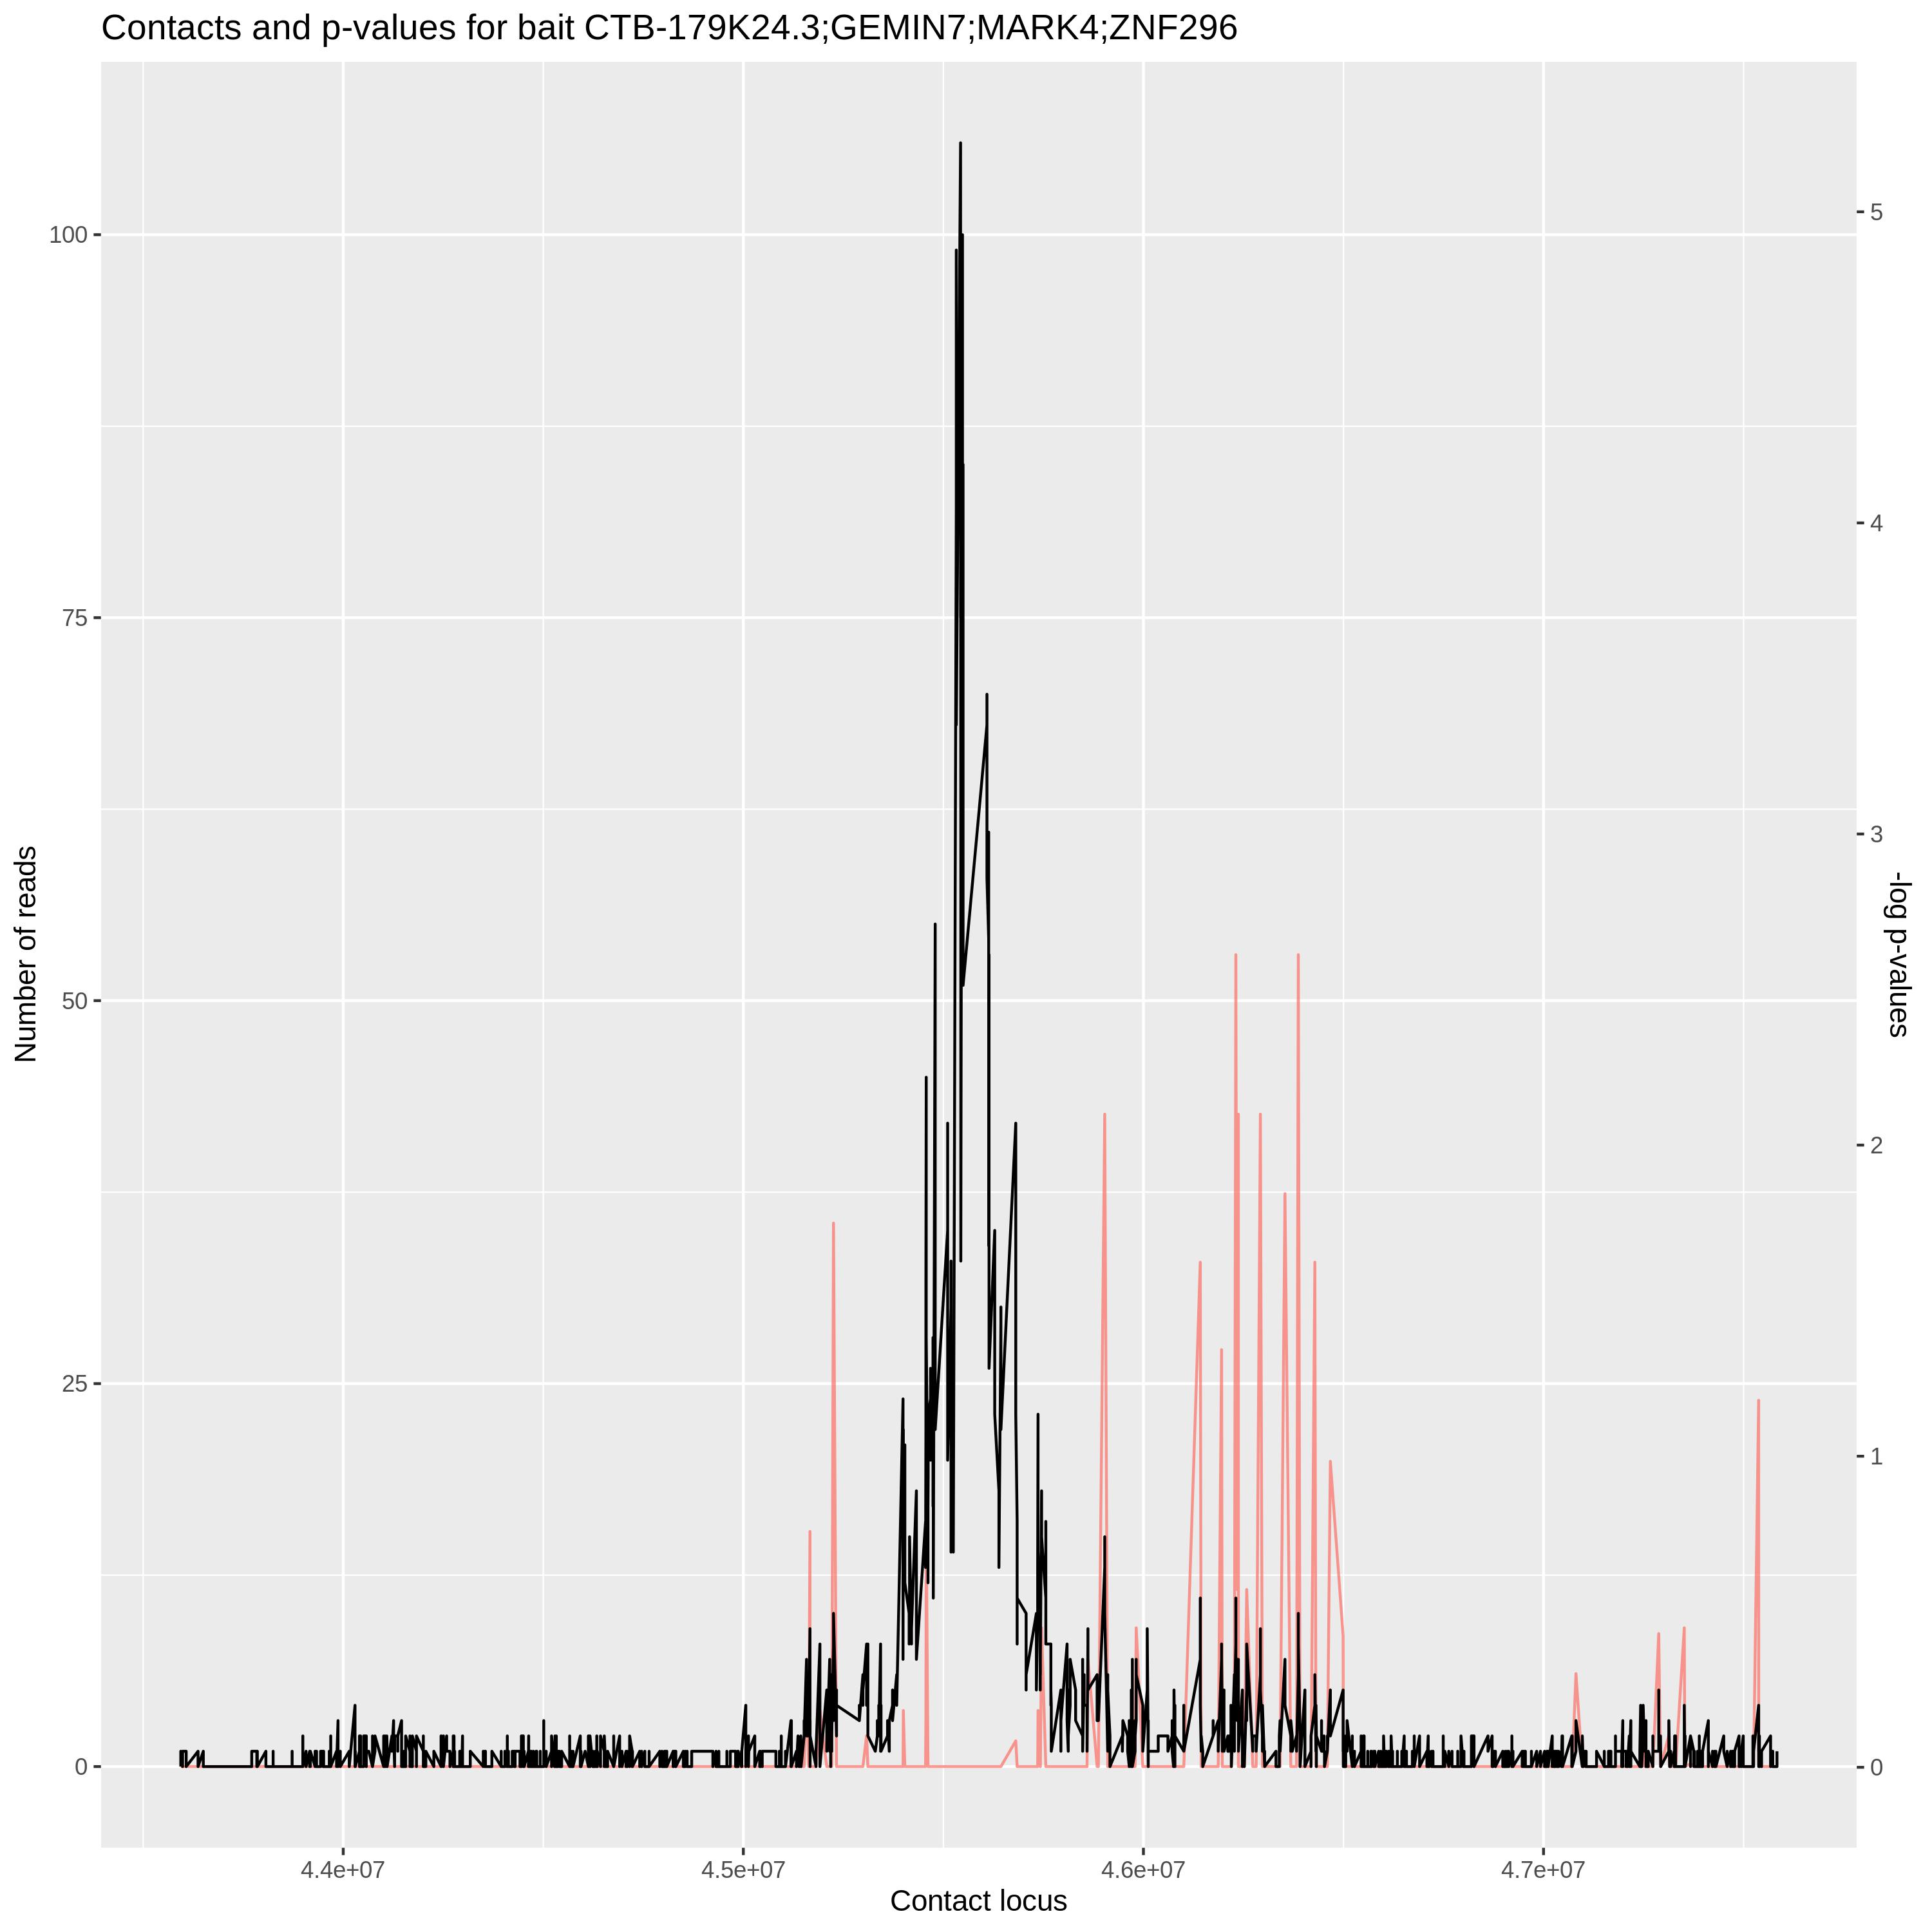 Contacts and p-values for bait CTB-179K24.3;GEMIN7;MARK4;ZNF296
Number of reads
100
75
50
25
0
5
4
3
2
1
0
-log p-values
4.4e+07
4.5e+07
4.6e+07
4.7e+07
Contact locus